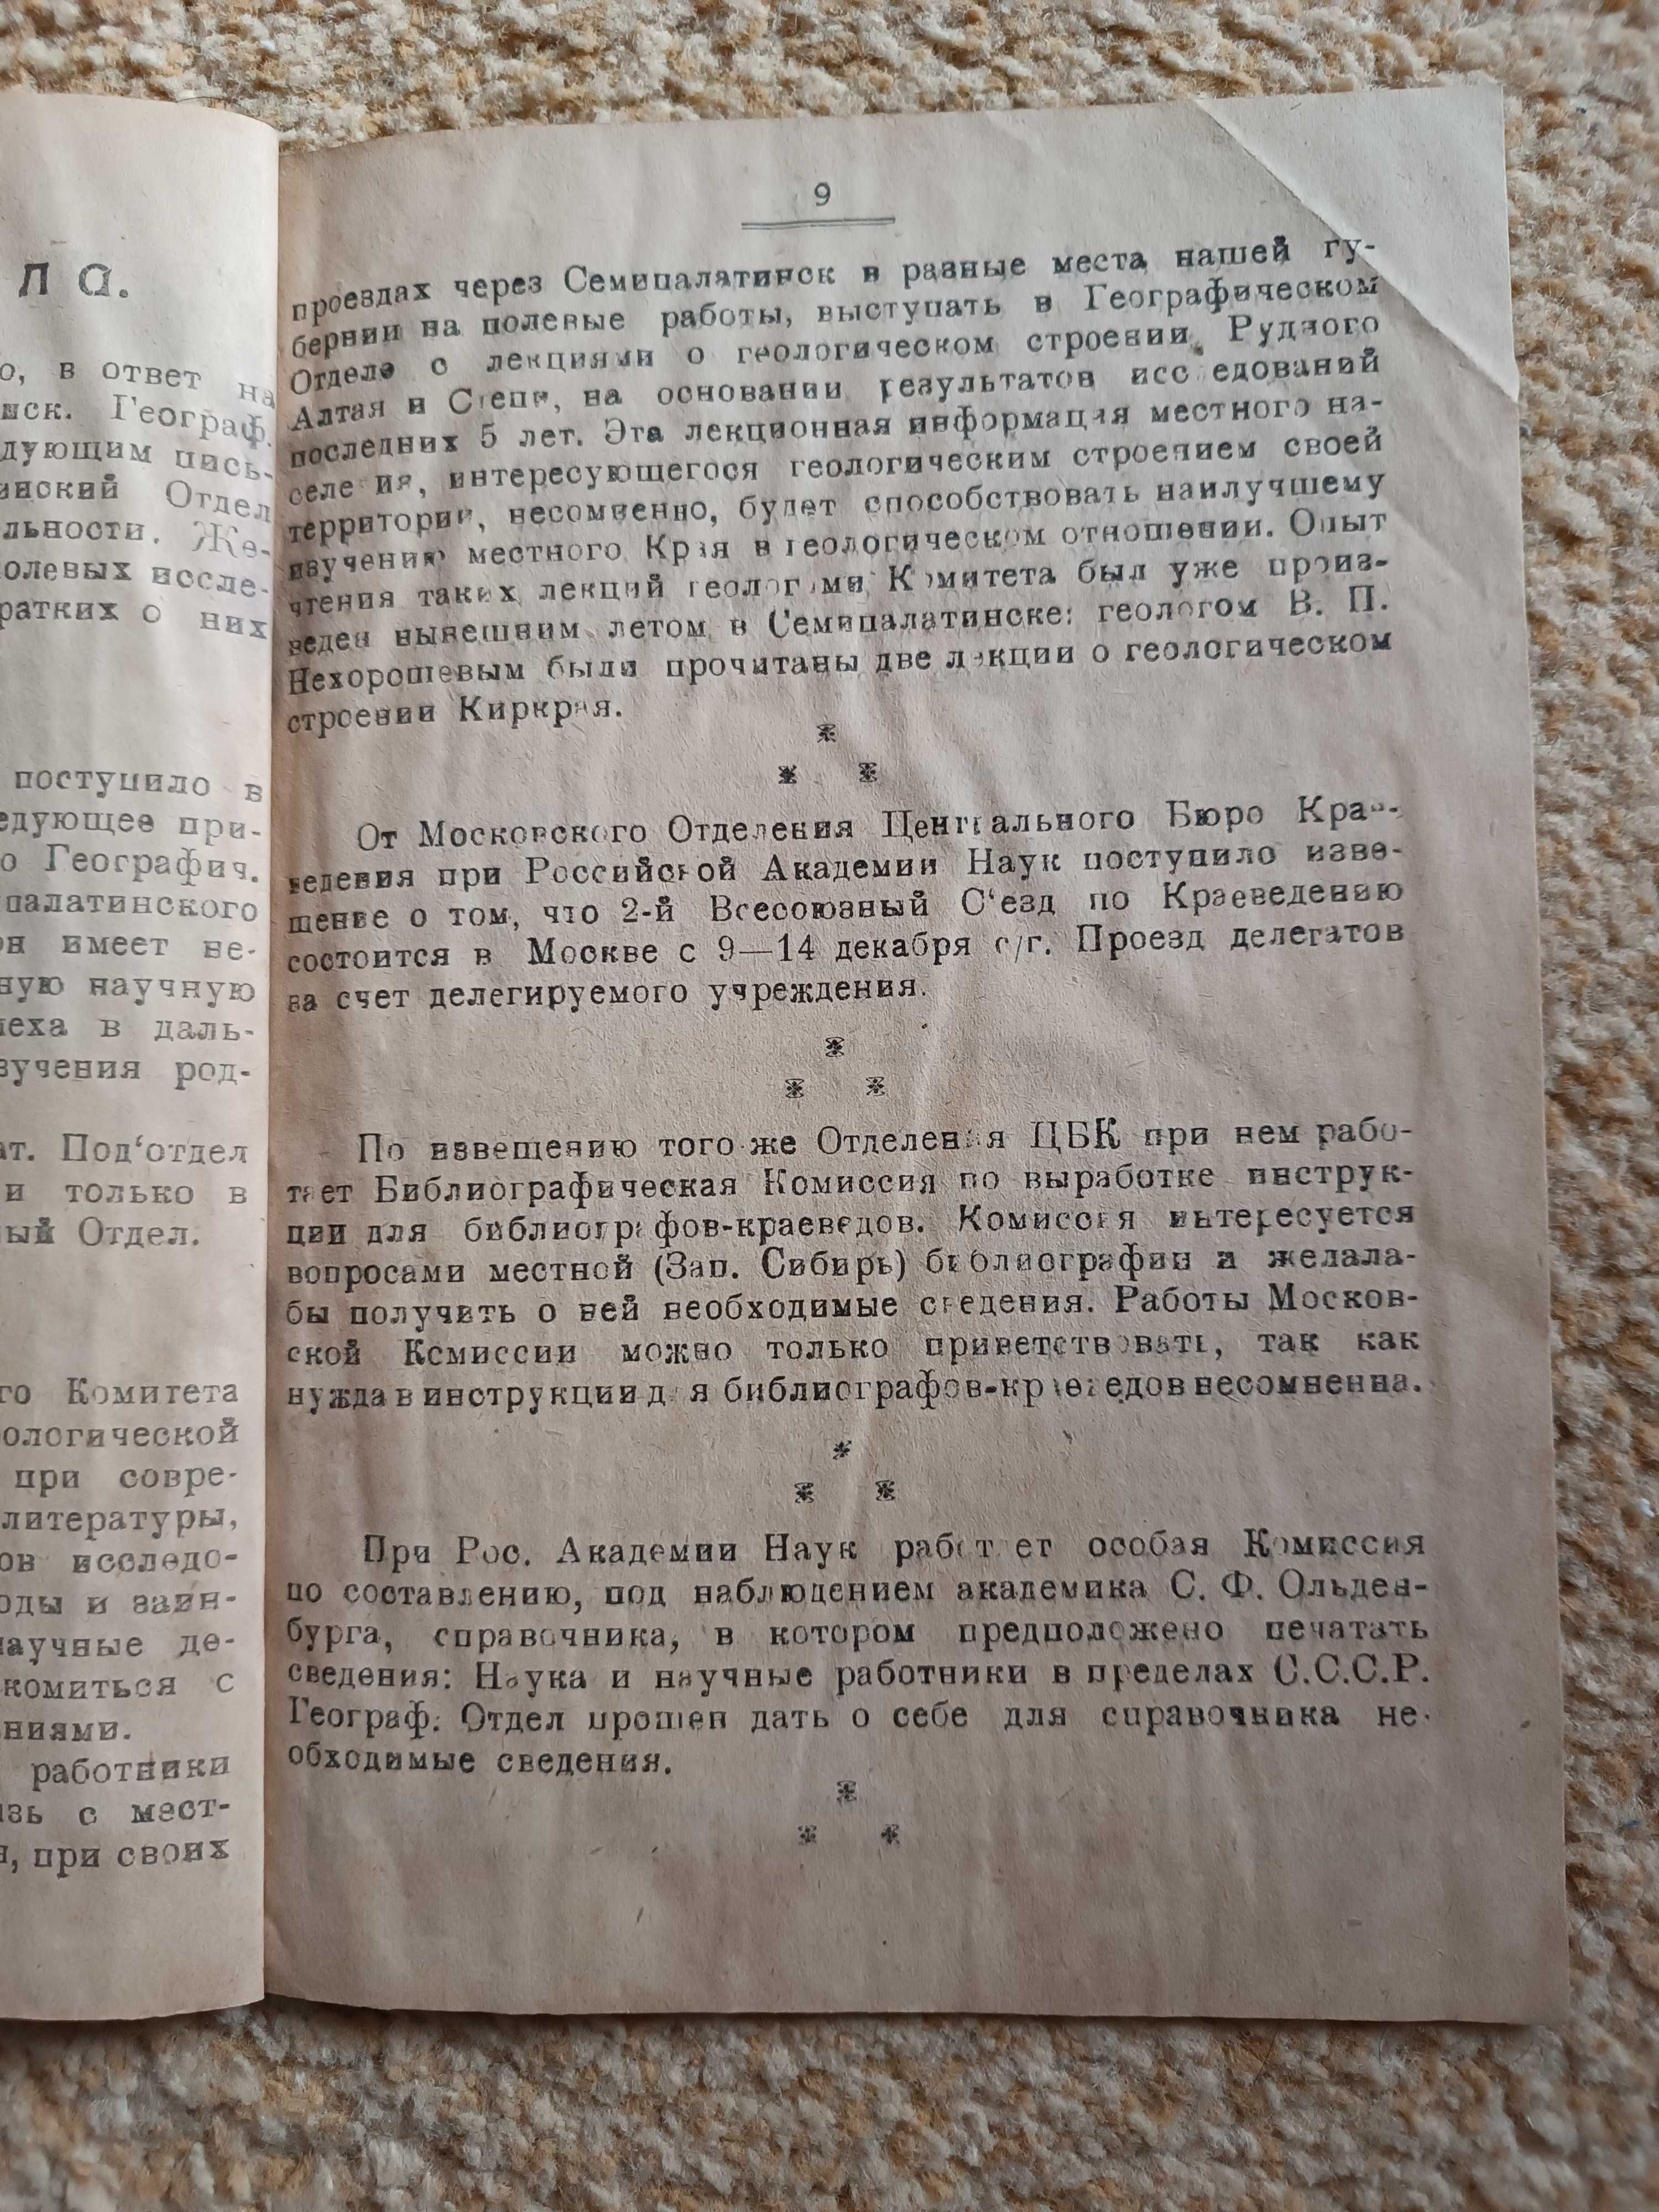 Л А.
о, в ответ на
нск. Географ.
дующим пись-
инский Отдел
льности. Же-
олевых иссле-
ратких о них
поступило в
едующее при-
о Географич.
палатинского
он имеет не-
ную научную
пеха в даль-
зучения род-
ат. Под‘отдел
и только в
ный Отдел.
го Комитета
ологической
при совре-
литературы,
ов исследо-
оды и заин-
научные де-
комиться с
ниями.
работники
язь с мест-
я, при своих
9
проездах через Семипалатинск в разные места нашей гу-
бернии на полевые работы, выступать в Географическом
Отделе с лекциями о геологическом строении Рудного
Алтая и Степи, на основании результатов исследований
последних 5 лет. Эта лекционная информация местного на-
селения, интересующегося геологическим строением своей
территории, несомненно, будет способствовать наилучшему
изучению местного Края в геологическом отношении. Опыт
чтения таких лекций геологами Комитета был уже произ-
веден нынешним летом в Семипалатинске: геологом В. П.
Нехорошевым были прочитаны две лекции о геологическом
строении Киркрая.
*
* *
От Московского Отделения Центрального Бюро Крае-
ведения при Российской Академии Наук поступило изве-
щение о том, что 2-й Всесоюзный С‘езд по Краеведению
состоится в Москве с 9—14 декабря с/г. Проезд делегатов
за счет делегируемого учреждения.
*
* *
По извещению того же Отделения ЦБК при нем рабо-
тает Библиографическая Комиссия по выработке инструк-
ции для библиографов-краеведов. Комиссия интересуется
вопросами местной (Зап. Сибирь) библиографии и желала-
бы получить о ней необходимые сведения. Работы Москов-
ской Комиссии можно только приветствовать, так как
нужда в инструкции для библиографов-краеведов несомненна.
*
* *
При Рос. Академии Наук работает особая Комиссия
по составлению, под наблюдением академика С. Ф. Ольден-
бурга, справочника, в котором предположено печатать
сведения: Наука и научные работники в пределах С.С.С.Р.
Географ. Отдел прошен дать о себе для справочника не-
обходимые сведения.
*
* *